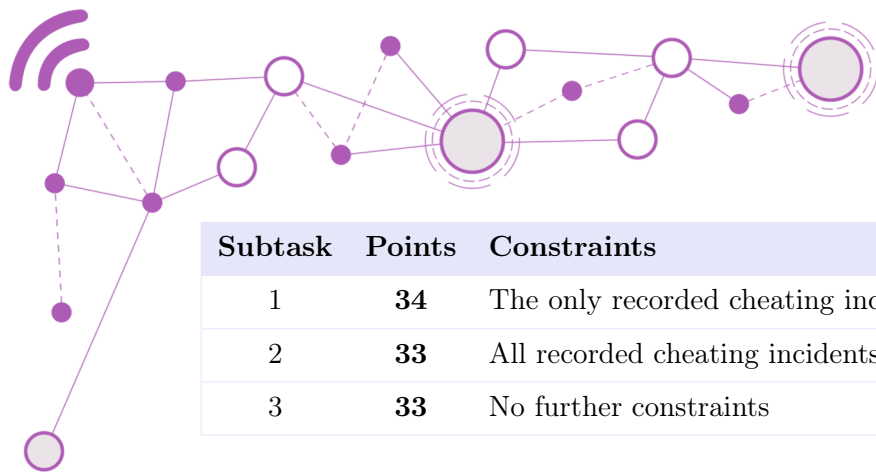 Subtask Points Constraints
1 34 The only recorded cheating
2 33 All recorded cheating incidents
3 33 No further constraints